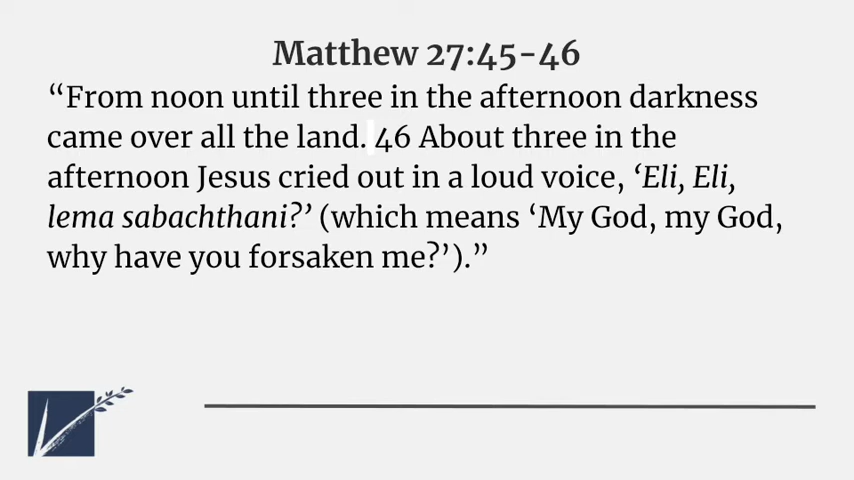 Matthew 27:45-46
“From noon until three in the afternoon darkness
came over all the land. 46 About three in the
afternoon Jesus cried out in a loud voice, ‘Eli, Eli,
lema sabachthani?’ (which means ‘My God, my God,
why have you forsaken me?’).”